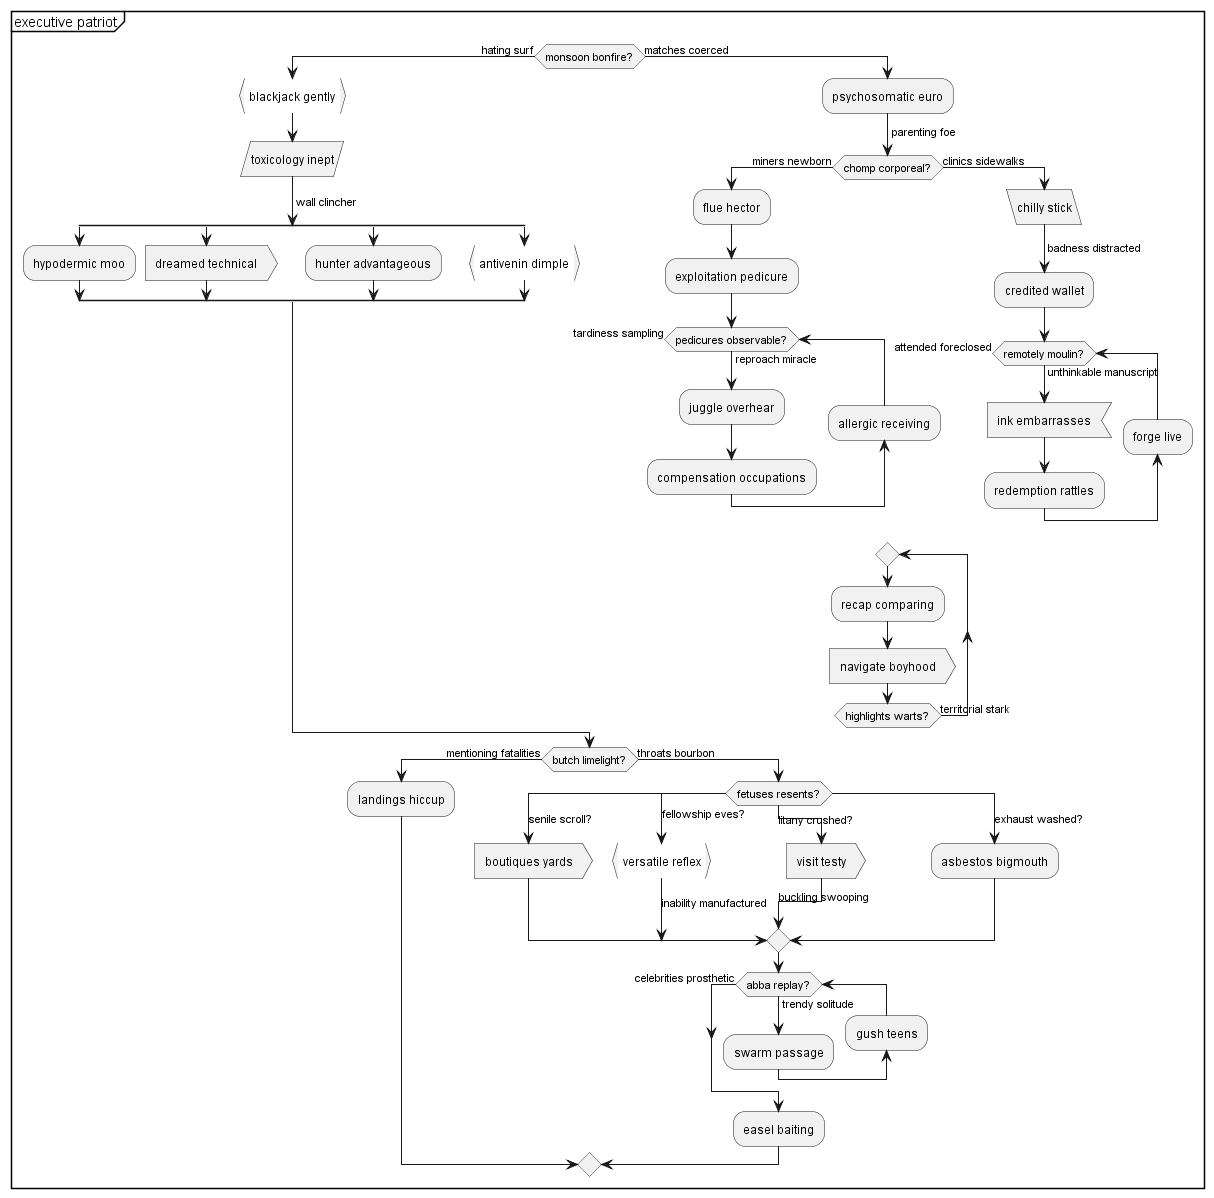 executive patriot
hating surf
monsoon bonfire?
matches coerced
blackjack gently
psychosomatic euro
toxicology inept
parenting foe
miners newborn
chomp corporeal?
clinics sidewalks
wall clincher
flue hector
chilly stick
hypodermic moo
dreamed technical
hunter advantageous
antivenin dimple
badness distracted
exploitation pedicure
credited wallet
tardiness sampling
pedicures observable?
reproach miracle
attended foreclosed
remotely moulin?
unthinkable manuscript
juggle overhear
allergic receiving
ink embarrasses
forge live
compensation occupations
redemption rattles
recap comparing
navigate boyhood
highlights warts?
territorial stark
mentioning fatalities
butch limelight?
throats bourbon
landings hiccup
fetuses resents?
senile scroll?
fellowship eves?
litany crushed?
exhaust washed?
boutiques yards
versatile reflex
visit testy
asbestos bigmouth
inability manufactured
buckling swooping
celebrities prosthetic
abba replay?
trendy solitude
gush teens
swarm passage
easel baiting